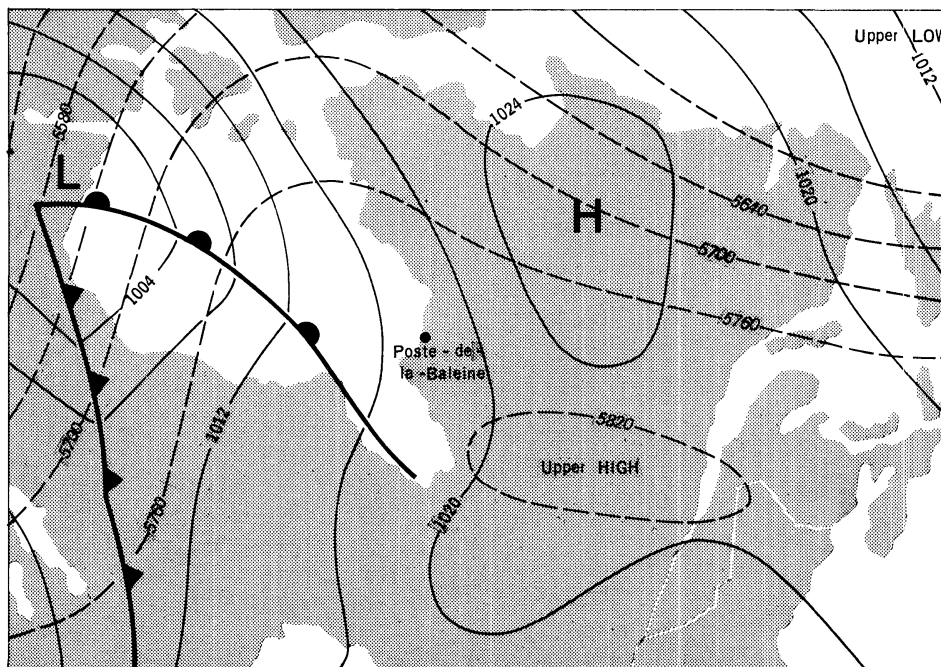 Upper LOW
1012
1024
5580
L
1020
5640
H
5700
1004
5760
Poste - de -
la - Baleine
5820
1012
5700
Upper HIGH
5760
1020